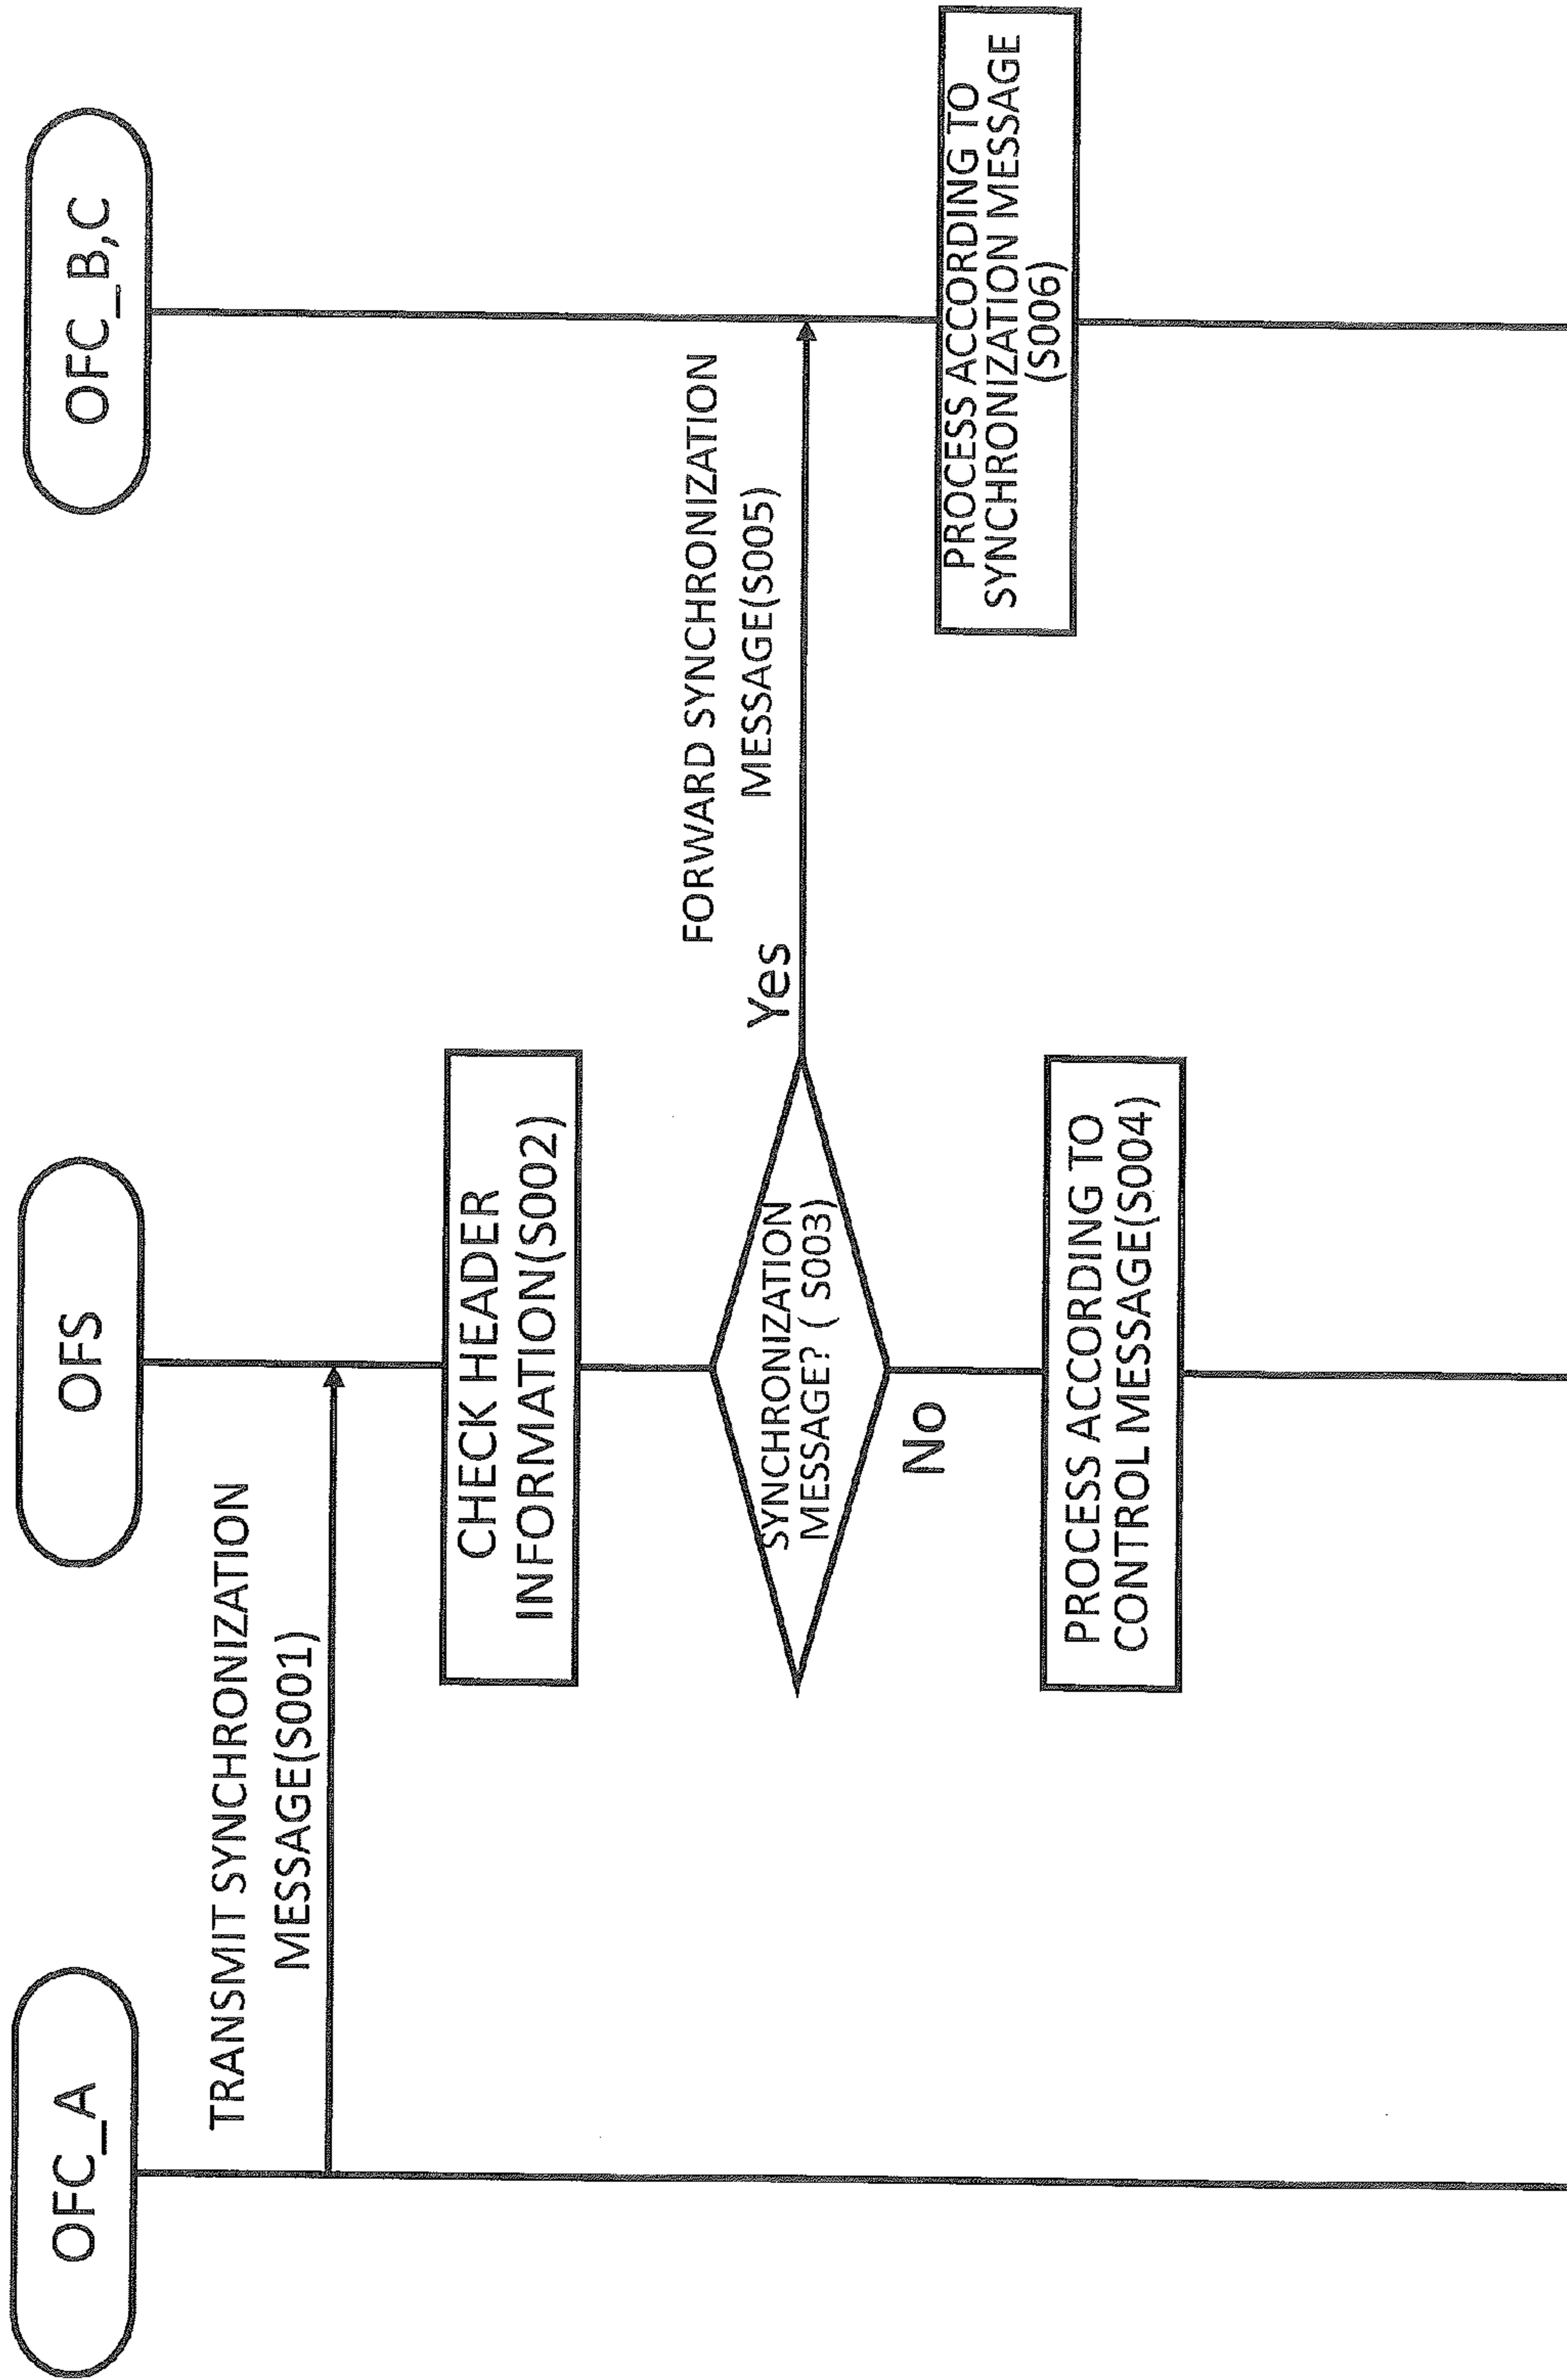 OFC_A
OFS
OFC_B,C
TRANSMIT SYNCHRONIZATION
MESSAGE(S001)
CHECK HEADER
INFORMATION(S002)
SYNCHRONIZATION
MESSAGE? ( S003)
Yes
FORWARD SYNCHRONIZATION
MESSAGE(S005)
No
PROCESS ACCORDING TO
CONTROL MESSAGE(S004)
PROCESS ACCORDING TO
SYNCHRONIZATION MESSAGE
(S006)